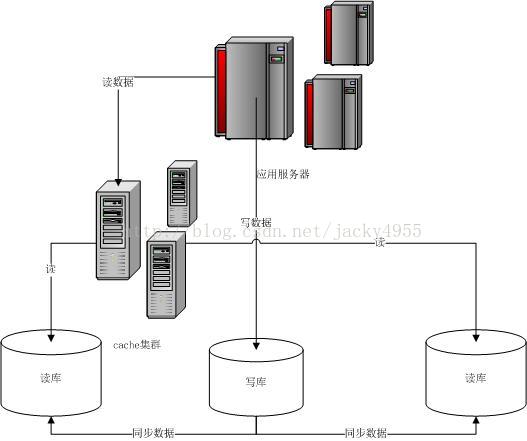 读数据
应用服务器
写数据
http://blog.csdn.net/jacky4955
读
读
cache集群
读库
写库
读库
同步数据
同步数据